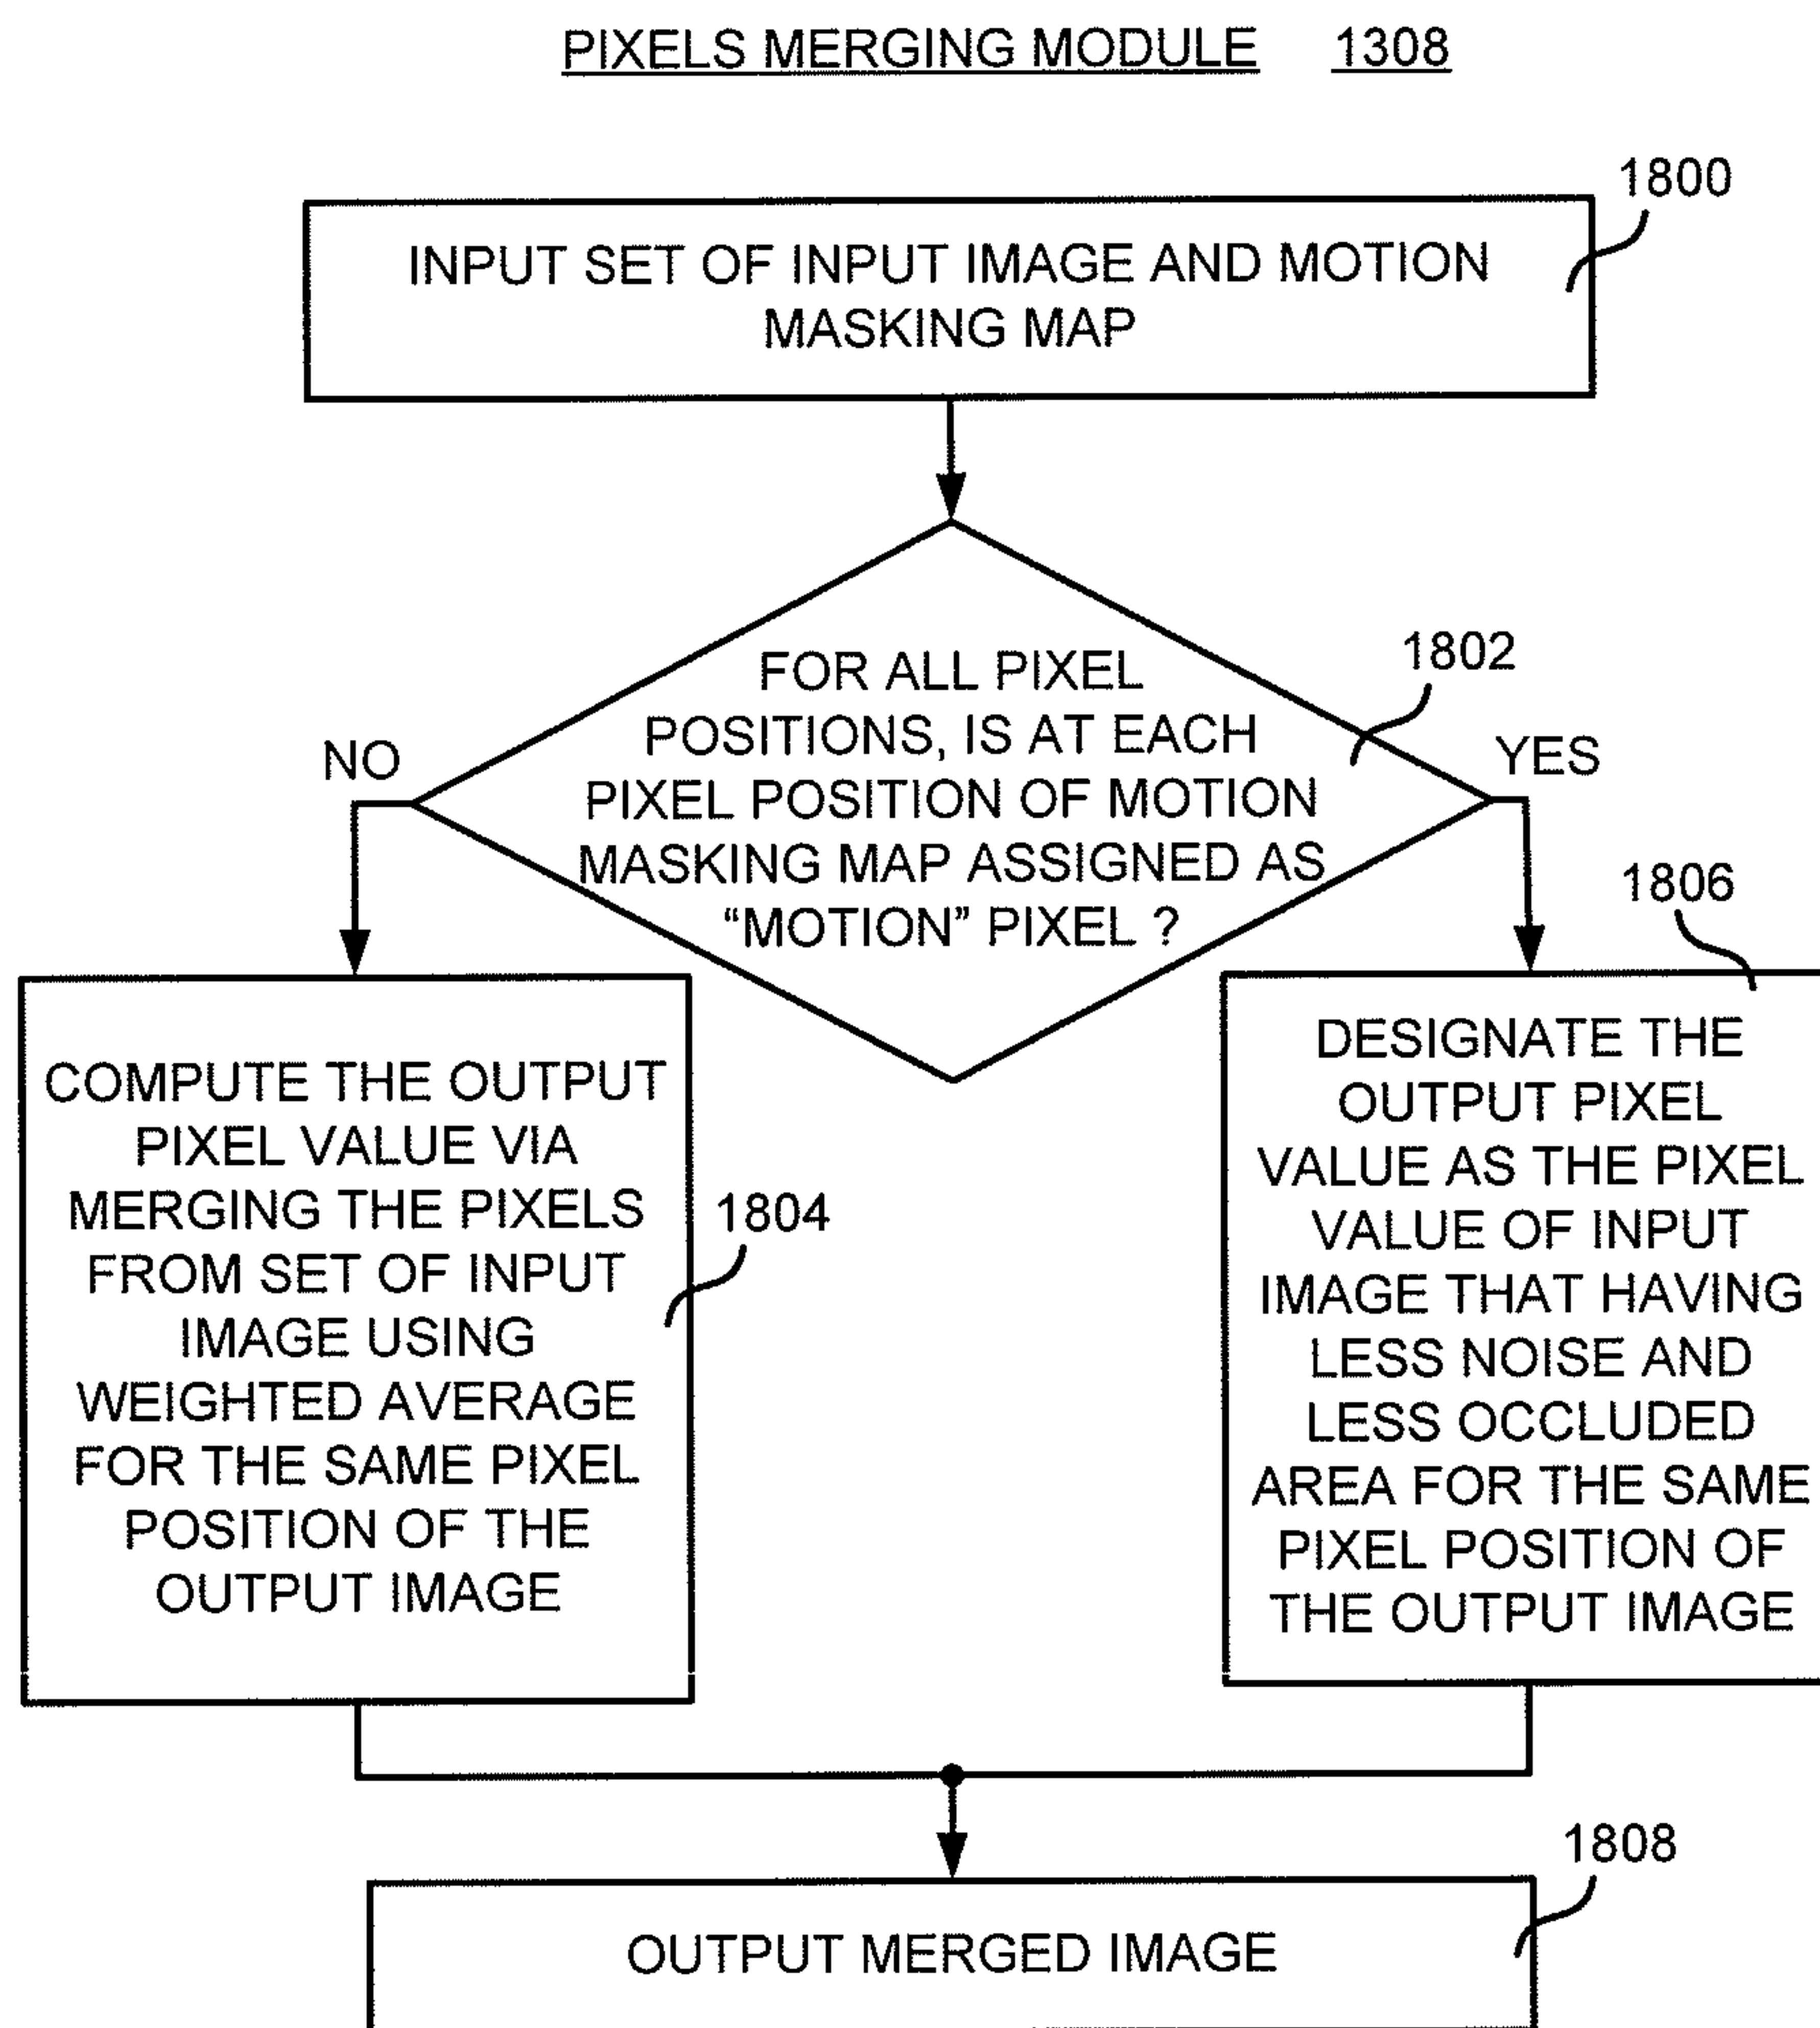 PIXELS MERGING MODULE 1308
1800
INPUT SET OF INPUT IMAGE AND MOTION
MASKING MAP
1802
FOR ALL PIXEL
POSITIONS, IS AT EACH
PIXEL POSITION OF MOTION
MASKING MAP ASSIGNED AS
“MOTION” PIXEL ?
NO
YES
1804
COMPUTE THE OUTPUT
PIXEL VALUE VIA
MERGING THE PIXELS
FROM SET OF INPUT
IMAGE USING
WEIGHTED AVERAGE
FOR THE SAME PIXEL
POSITION OF THE
OUTPUT IMAGE
1806
DESIGNATE THE
OUTPUT PIXEL
VALUE AS THE PIXEL
VALUE OF INPUT
IMAGE THAT HAVING
LESS NOISE AND
LESS OCCLUDED
AREA FOR THE SAME
PIXEL POSITION OF
THE OUTPUT IMAGE
1808
OUTPUT MERGED IMAGE